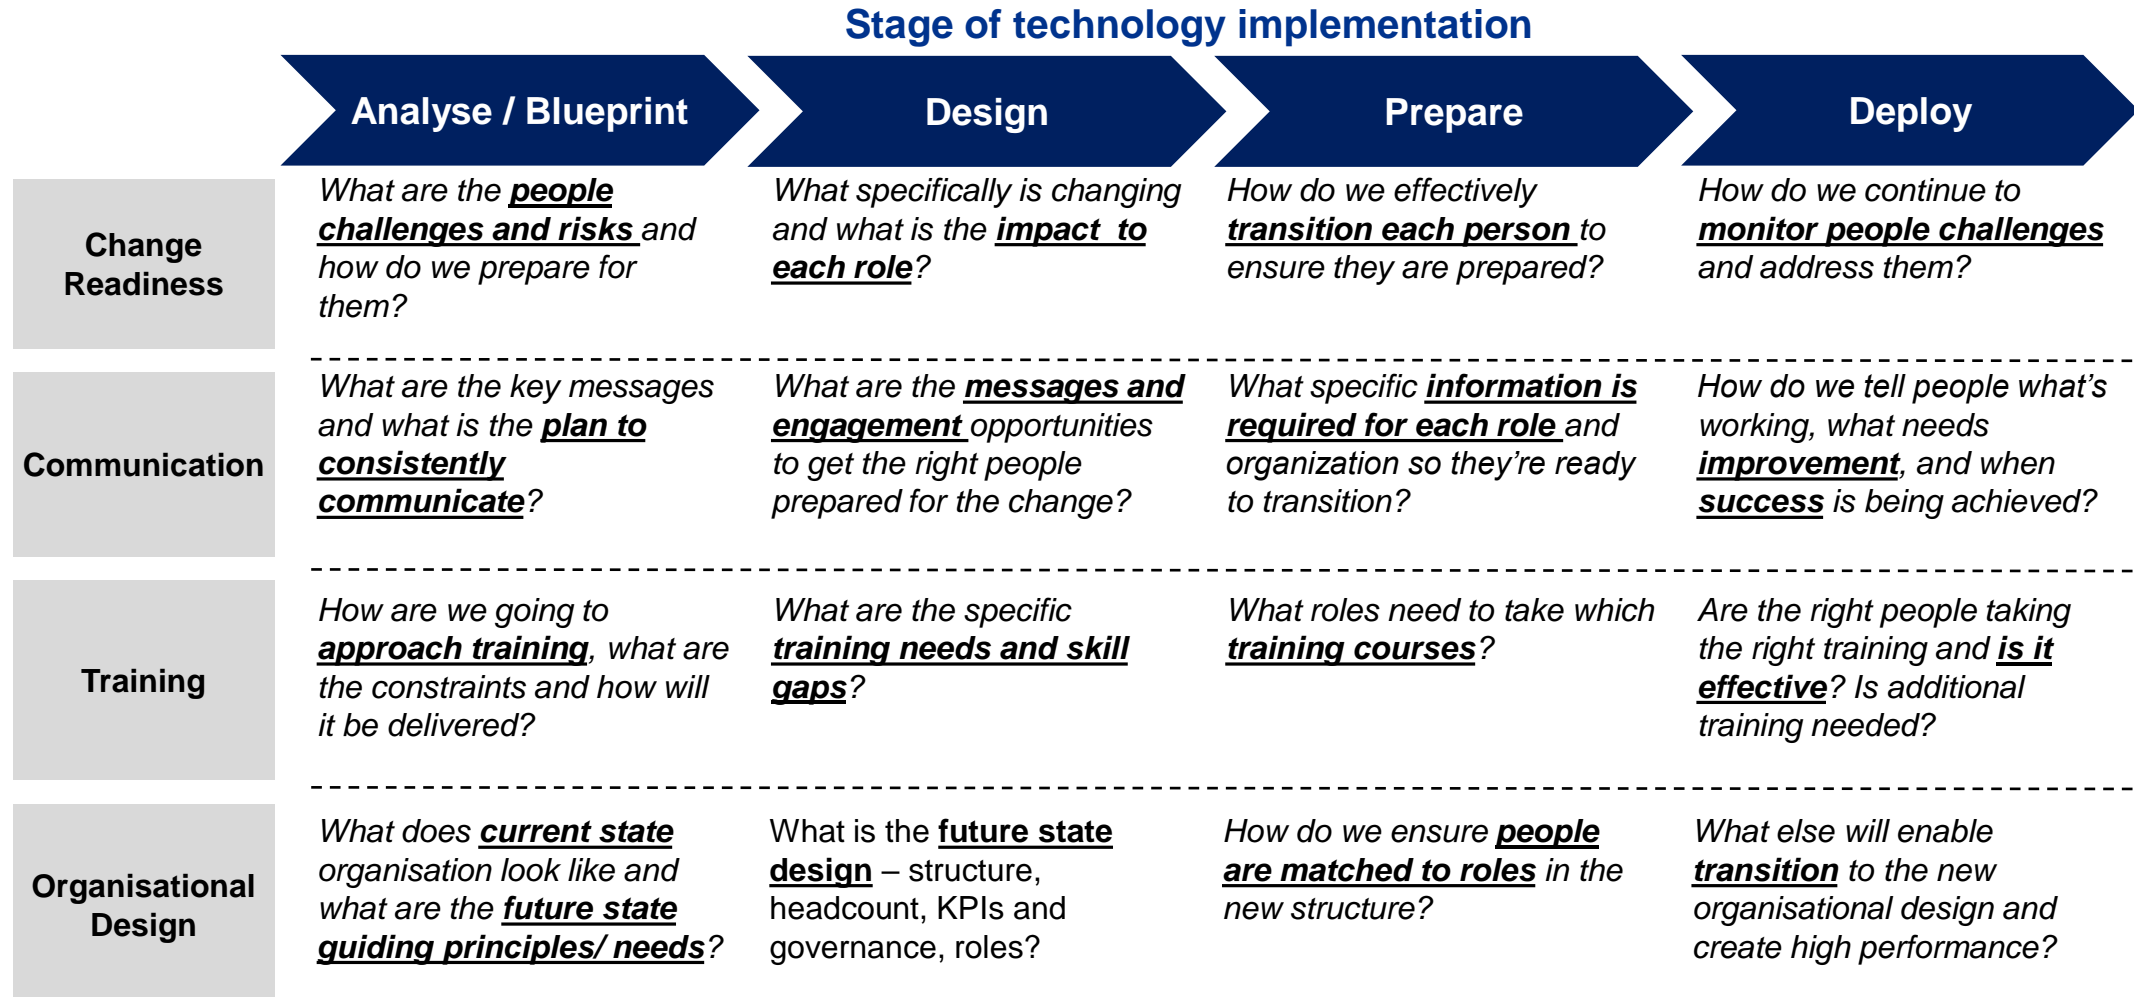 Stage of technology implementation
Analyse / Blueprint
Design
Prepare
Deploy
Change
Readiness
What are the people
challenges and risks and
how do we prepare for
them?
What specifically is changing
and what is the impact to
each role?
How do we effectively
transition each person to
ensure they are prepared?
How do we continue to
monitor people challenges
and address them?
Communication
What are the key messages
and what is the plan to
consistently
communicate?
What are the messages and
engagement opportunities
to get the right people
prepared for the change?
What specific information is
required for each role and
organization so they're ready
to transition?
How do we tell people what's
working, what needs
improvement, and when
success is being achieved?
Training
How are we going to
approach training, what are
the constraints and how will
it be delivered?
What are the specific
training needs and skill
gaps?
What roles need to take which
training courses?
Are the right people taking
the right training and is it
effective? Is additional
training needed?
Organisational
Design
What does current state
organisation look like and
what are the future state
guiding principles/ needs?
What is the future state
design – structure,
headcount, KPIs and
governance, roles?
How do we ensure people
are matched to roles in the
new structure?
What else will enable
transition to the new
organisational design and
create high performance?